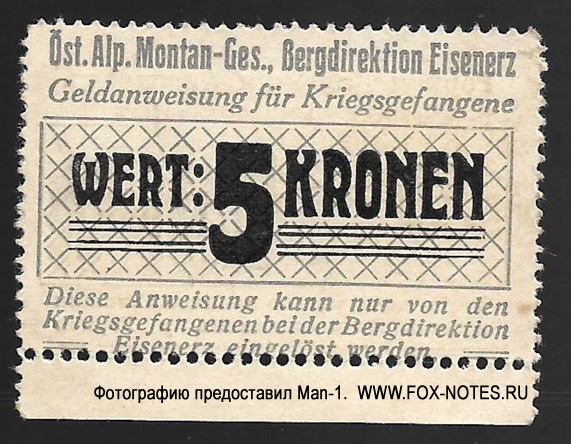 Öst. Alp. Montan-Ges., Bergdirektion Eisenerz
Geldanweisung für Kriegsgefangene
WERT: 5 KRONEN
Diese Anweisung kann nur von den
Kriegsgefangenen bei der Bergdirektion
Eisenerz eingelöst werden.
Фотографию предоставил Man-1. WWW.FOX-NOTES.RU